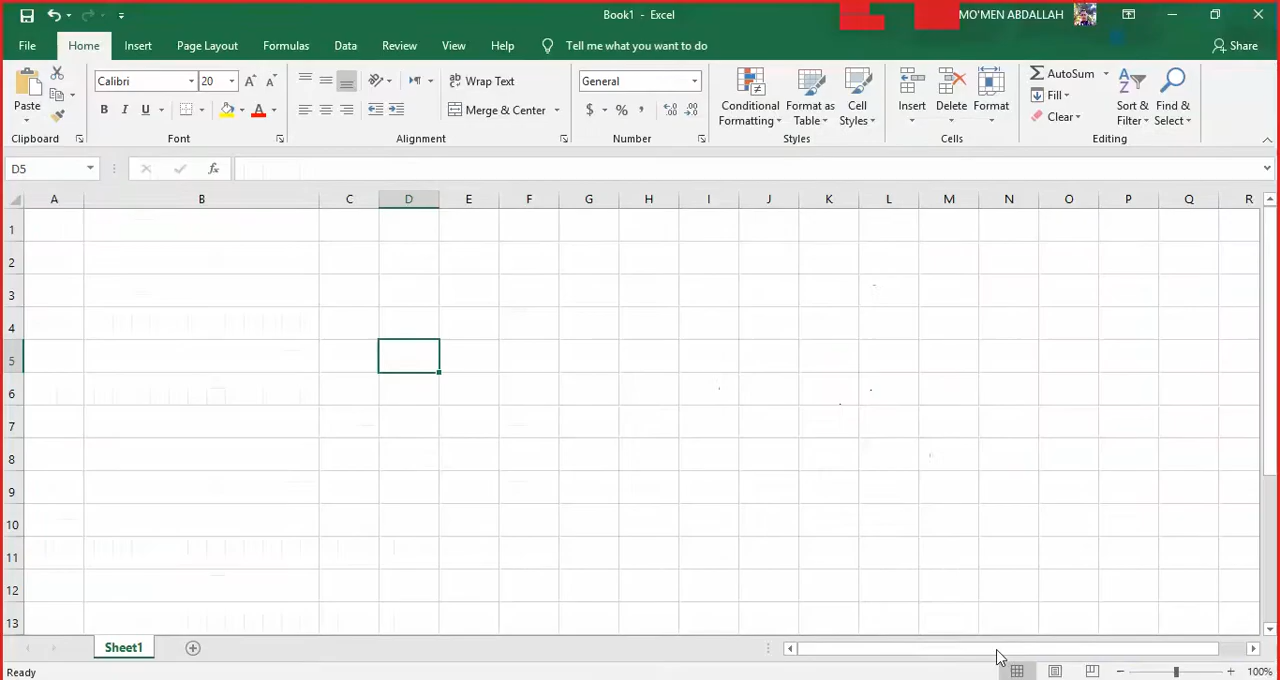 Book1 - Excel
MO'MEN ABDALLAH
File Home Insert Page Layout Formulas Data Review View Help Tell me what you want to do Share
Paste
Calibri 20
B I U A
Wrap Text
Merge & Center
General
$ % ,
Conditional Formatting
Format as Table
Cell Styles
Insert Delete Format
AutoSum
Fill
Clear
Sort & Filter
Find & Select
Clipboard Font Alignment Number Styles Cells Editing
D5 fx
A B C D E F G H I J K L M N O P Q R
1
2
3
4
5
6
7
8
9
10
11
12
13
Sheet1
Ready 100%